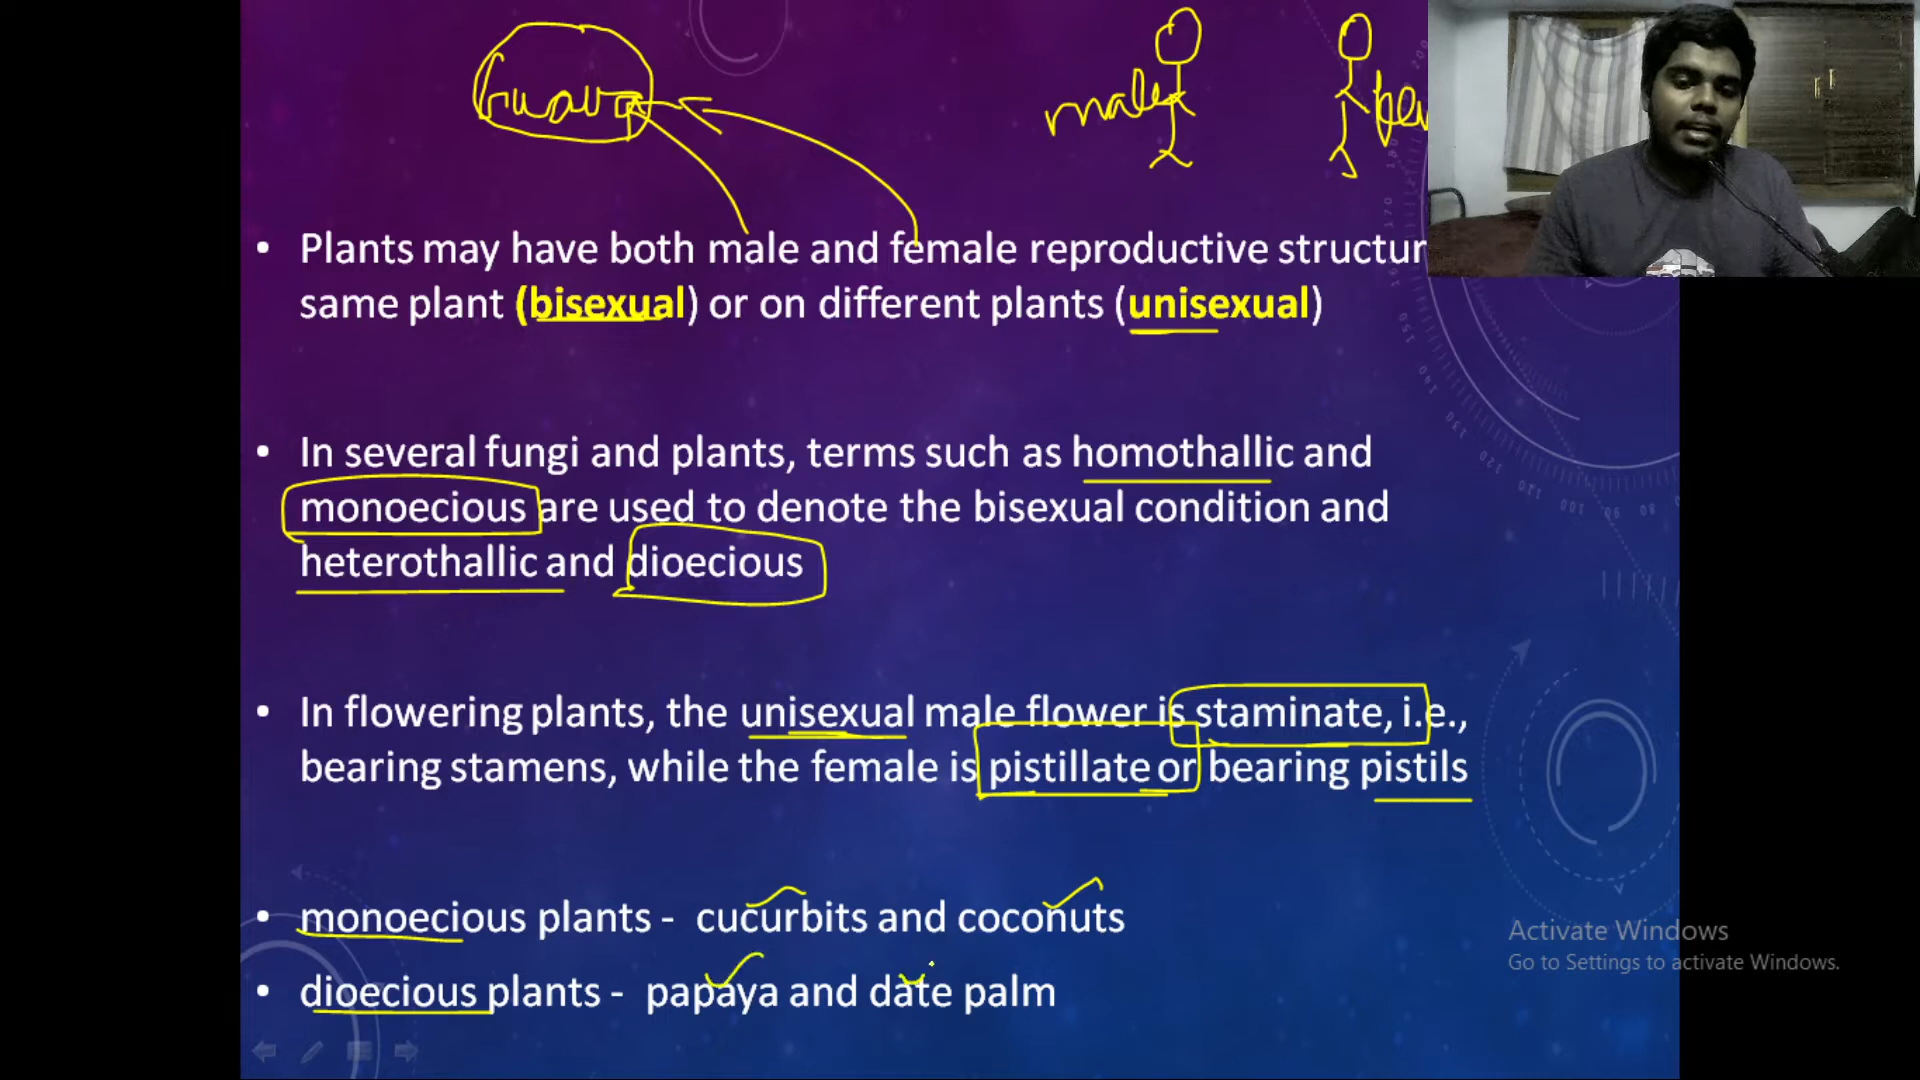 Guava
male
• Plants may have both male and female reproductive structur
same plant (bisexual) or on different plants (unisexual)
• In several fungi and plants, terms such as homothallic and
monoecious are used to denote the bisexual condition and
heterothallic and dioecious
• In flowering plants, the unisexual male flower is staminate, i.e.,
bearing stamens, while the female is pistillate or bearing pistils
• monoecious plants - cucurbits and coconuts
• dioecious plants - papaya and date palm
Activate Windows
Go to Settings to activate Windows.